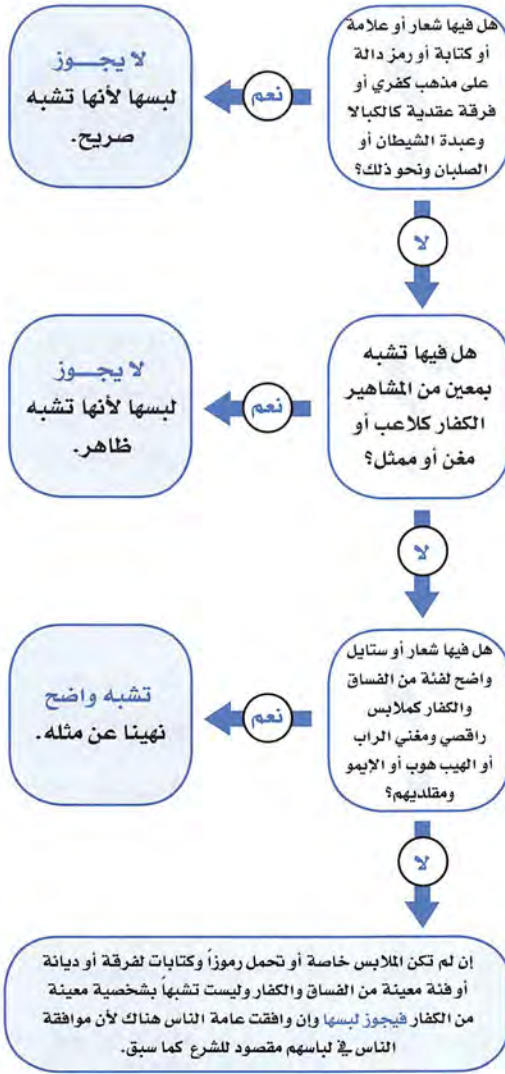 هل فيها شعار أو علامة
أو كتابة أو رمز دالة
على مذهب كفري أو
فرقة عقدية كالكبالا
وعبدة الشيطان أو
الصلبان ونحو ذلك؟
نعم
لا يجــــوز
لبسها لأنها تشبه
صريح.
لا
هل فيها تشبه
بمعين من المشاهير
الكفار كلاعب أو
مغن أو ممثل؟
نعم
لا يجــــوز
لبسها لأنها تشبه
ظاهر.
لا
هل فيها شعار أو ستايل
واضح لفئة من الفساق
والكفار كملابس
راقصي ومغني الراب
أو الهيب هوب أو الإيمو
ومقلديهم؟
نعم
تشبه واضح
نهينا عن مثله.
لا
إن لم تكن الملابس خاصة أو تحمل رموزاً وكتابات لفرقة أو ديانة
أو فئة معينة من الفساق والكفار وليست تشبهاً بشخصية معينة
من الكفار فيجوز لبسها وإن وافقت عامة الناس هناك لأن موافقة
الناس في لباسهم مقصود للشرع كما سبق.